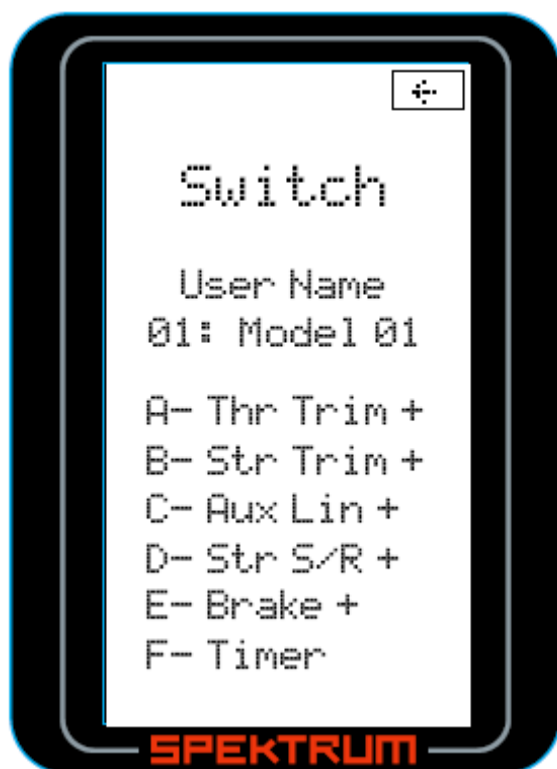 Switch
User Name
01: Model 01
A- Thr Trim +
B- Str Trim +
C- Aux Lin +
D- Str S/R +
E- Brake +
F- Timer
SPEKTRUM